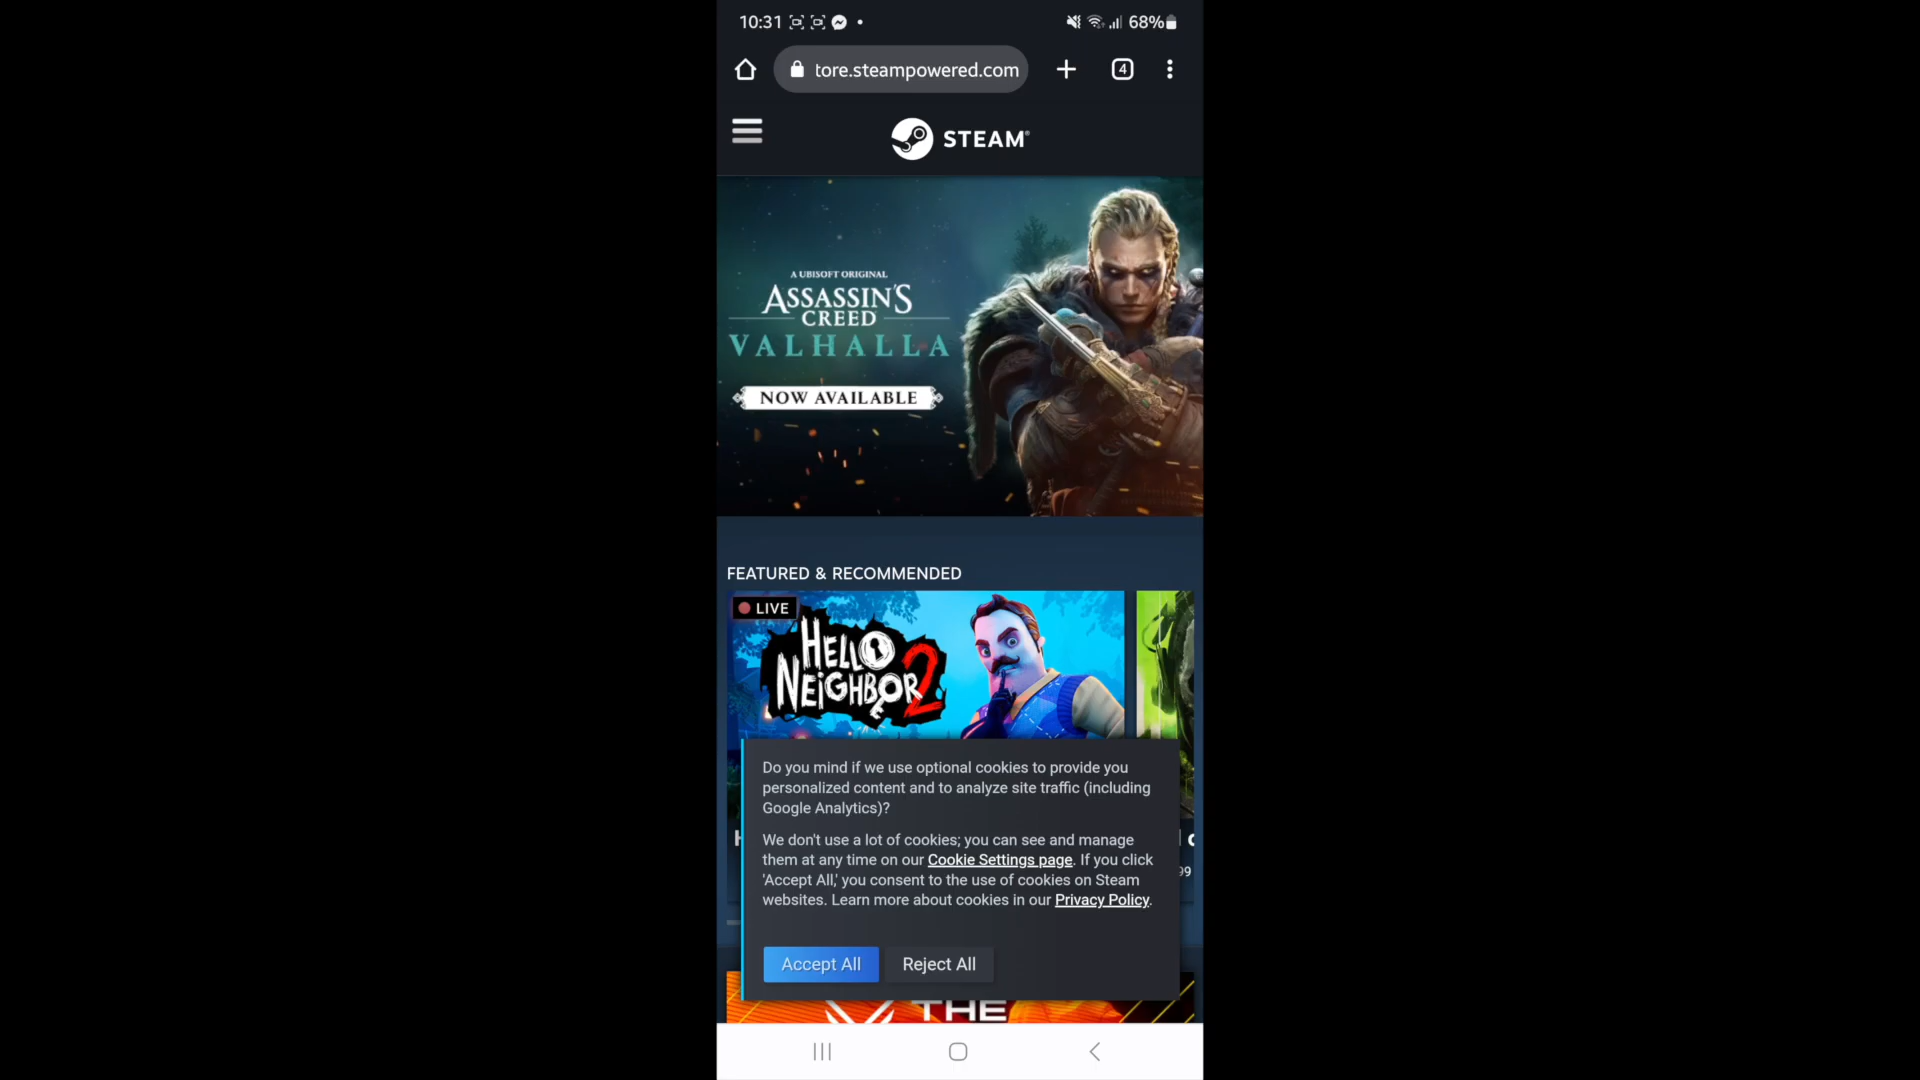 10:31
68%
tore.steampowered.com
4
STEAM®
A UBISOFT ORIGINAL
ASSASSIN'S
CREED
VALHALLA
NOW AVAILABLE
FEATURED & RECOMMENDED
LIVE
HELLO
NEIGHBOR 2
Do you mind if we use optional cookies to provide you
personalized content and to analyze site traffic (including
Google Analytics)?
We don't use a lot of cookies; you can see and manage
them at any time on our Cookie Settings page. If you click
'Accept All,' you consent to the use of cookies on Steam
websites. Learn more about cookies in our Privacy Policy.
99
Accept All
Reject All
THE